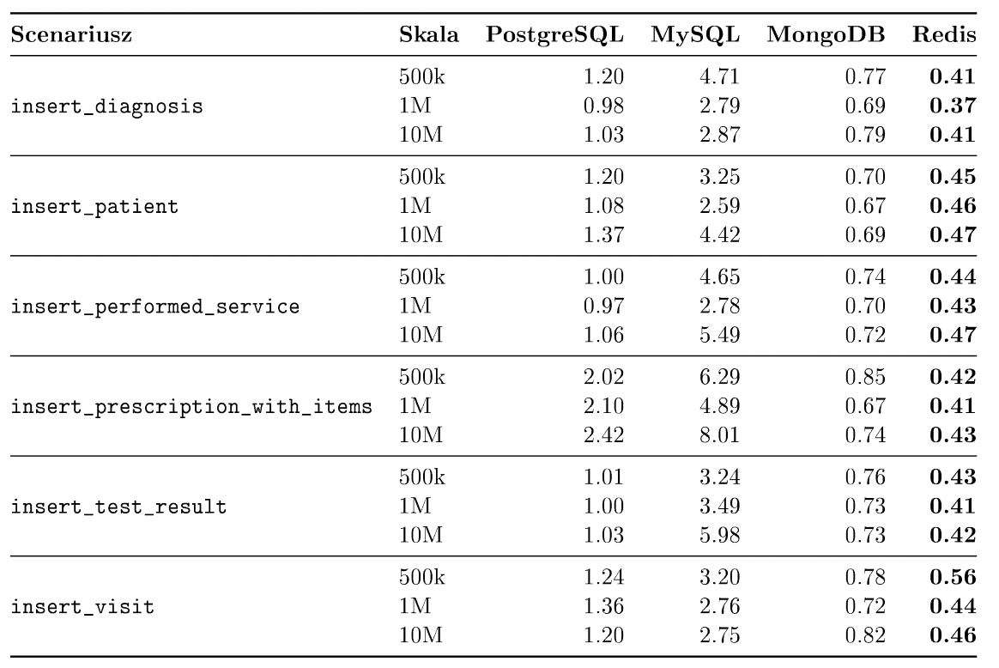 Scenariusz Skala PostgreSQL MySQL MongoDB Redis
500k 1.20 4.71 0.77 0.41
insert_diagnosis 1M 0.98 2.79 0.69 0.37
10M 1.03 2.87 0.79 0.41
500k 1.20 3.25 0.70 0.45
insert_patient 1M 1.08 2.59 0.67 0.46
10M 1.37 4.42 0.69 0.47
500k 1.00 4.65 0.74 0.44
insert_performed_service 1M 0.97 2.78 0.70 0.43
10M 1.06 5.49 0.72 0.47
500k 2.02 6.29 0.85 0.42
insert_prescription_with_items 1M 2.10 4.89 0.67 0.41
10M 2.42 8.01 0.74 0.43
500k 1.01 3.24 0.76 0.43
insert_test_result 1M 1.00 3.49 0.73 0.41
10M 1.03 5.98 0.73 0.42
500k 1.24 3.20 0.78 0.56
insert_visit 1M 1.36 2.76 0.72 0.44
10M 1.20 2.75 0.82 0.46